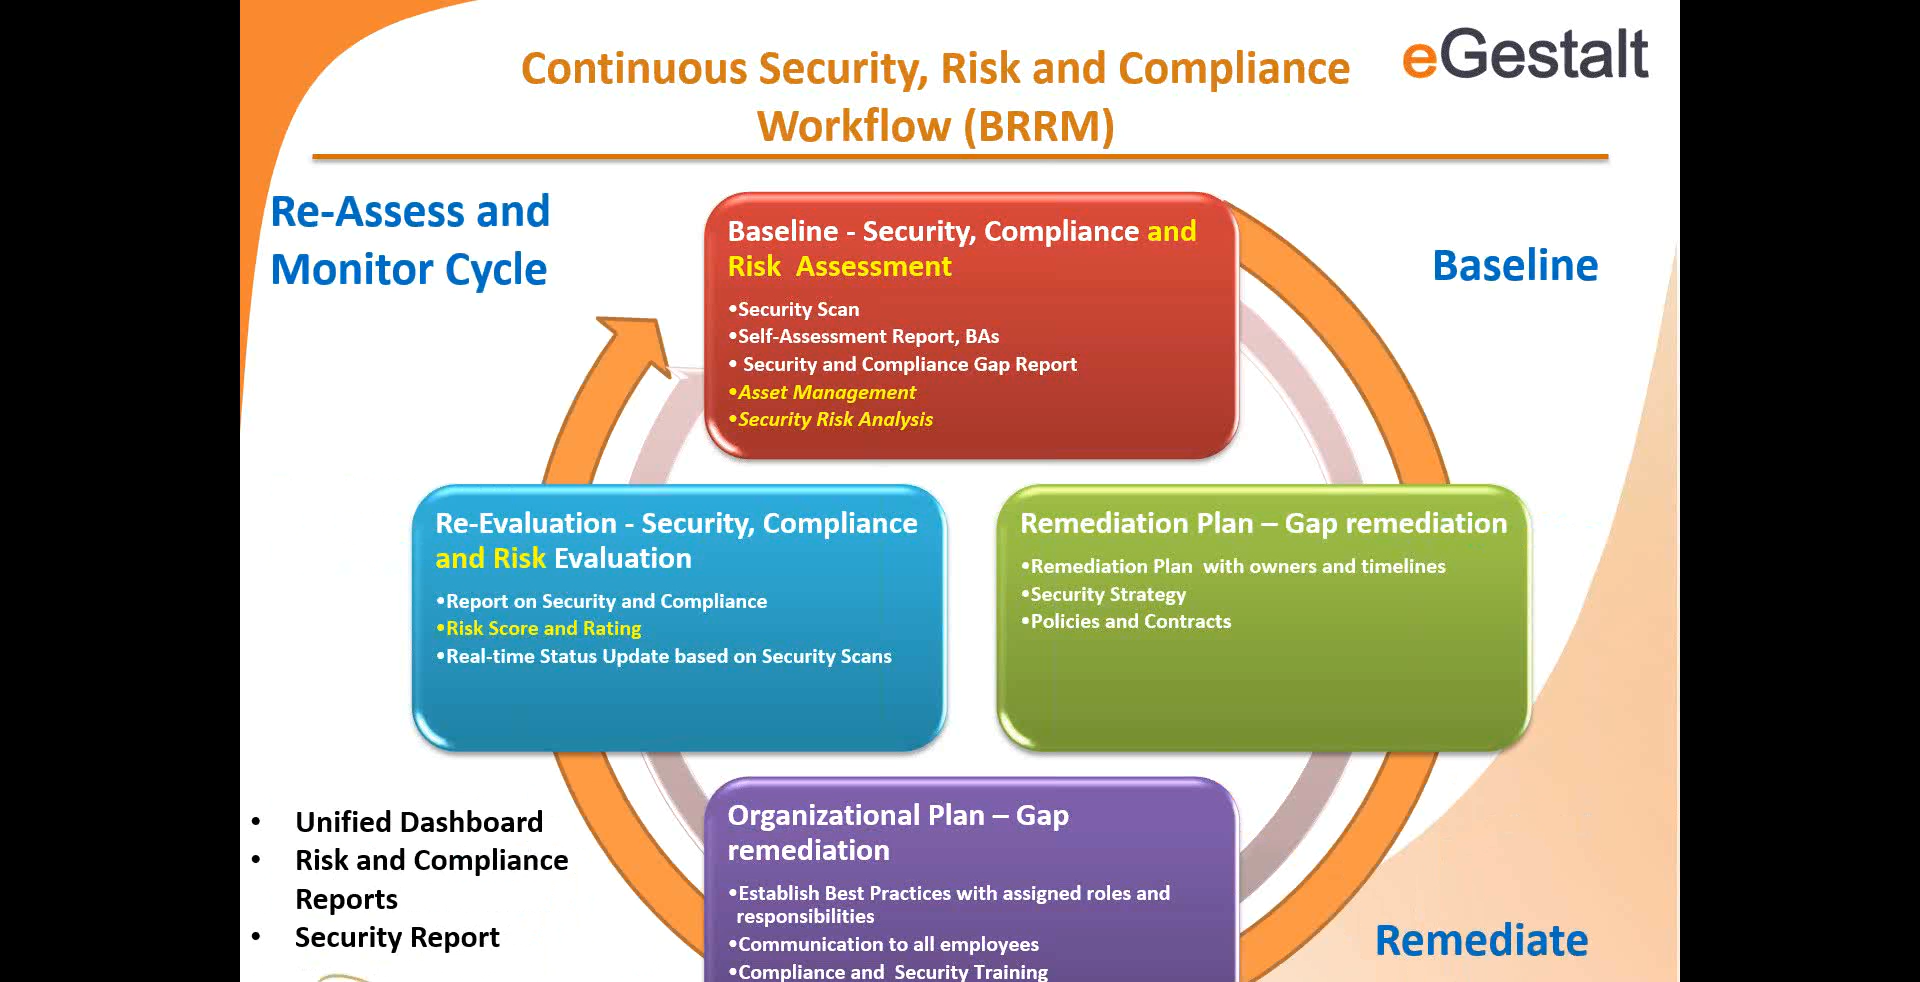 Continuous Security, Risk and Compliance
Workflow (BRRM)
eGestalt
Re-Assess and
Monitor Cycle
Baseline
Baseline - Security, Compliance and
Risk  Assessment
•Security Scan
•Self-Assessment Report, BAs
• Security and Compliance Gap Report
•Asset Management
•Security Risk Analysis
Re-Evaluation - Security, Compliance
and Risk Evaluation
•Report on Security and Compliance
•Risk Score and Rating
•Real-time Status Update based on Security Scans
Remediation Plan – Gap remediation
•Remediation Plan  with owners and timelines
•Security Strategy
•Policies and Contracts
Organizational Plan – Gap
remediation
•Establish Best Practices with assigned roles and
responsibilities
•Communication to all employees
•Compliance and  Security Training
• Unified Dashboard
• Risk and Compliance
Reports
• Security Report
Remediate